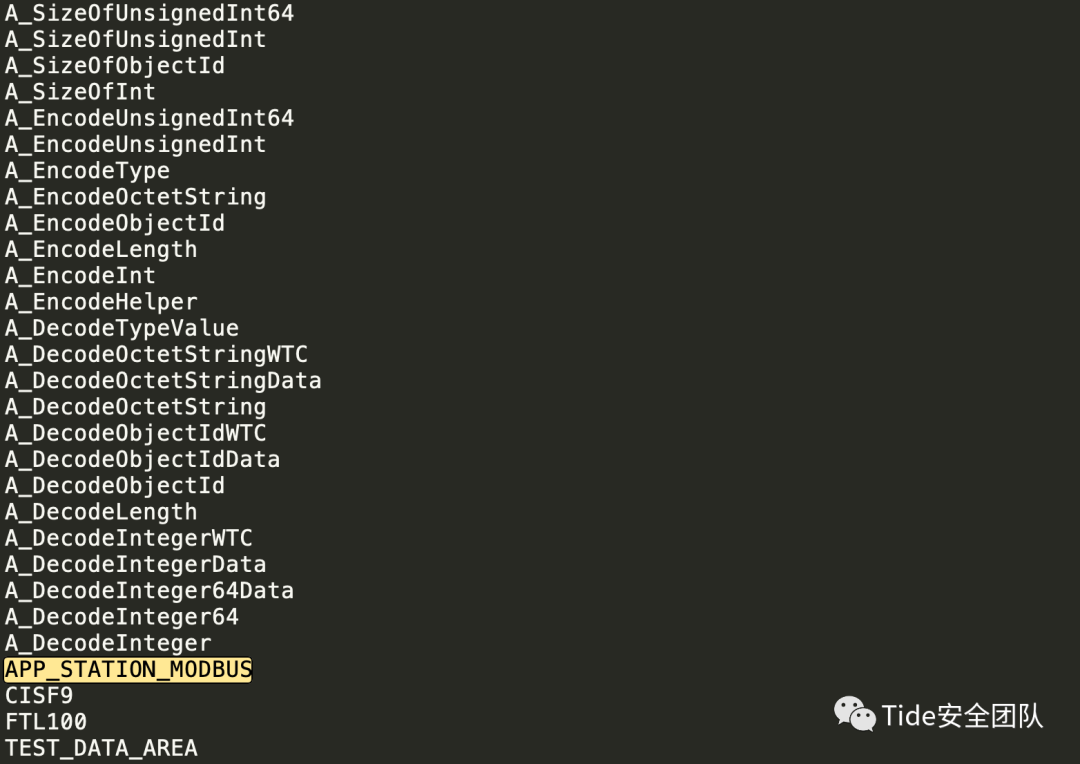 A_SizeOfUnsignedInt64
A_SizeOfUnsignedInt
A_SizeOfObjectId
A_SizeOfInt
A_EncodeUnsignedInt64
A_EncodeUnsignedInt
A_EncodeType
A_EncodeOctetString
A_EncodeObjectId
A_EncodeLength
A_EncodeInt
A_EncodeHelper
A_DecodeTypeValue
A_DecodeOctetStringWTC
A_DecodeOctetStringData
A_DecodeOctetString
A_DecodeObjectIdWTC
A_DecodeObjectIdData
A_DecodeObjectId
A_DecodeLength
A_DecodeIntegerWTC
A_DecodeIntegerData
A_DecodeInteger64Data
A_DecodeInteger64
A_DecodeInteger
APP_STATION_MODBUS
CISF9
FTL100
TEST_DATA_AREA
Tide安全团队